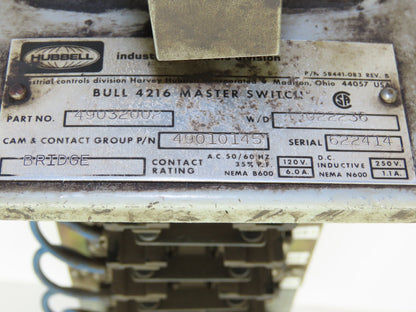 HUBBELL industrial controls division
P/N 58441-083 REV. B
industrial controls division Harvey Hubbell Incorporated Madison, Ohio 44057 USA
BULL 4216 MASTER SWITCH
PART NO. 49032002 W/D
CAM & CONTACT GROUP P/N 49010145 SERIAL 622414
BRIDGE CONTACT RATING A.C. 50/60 HZ 35% P.F. NEMA B600 120V. 6.0A D.C. INDUCTIVE NEMA N600 250V. 1.1A.